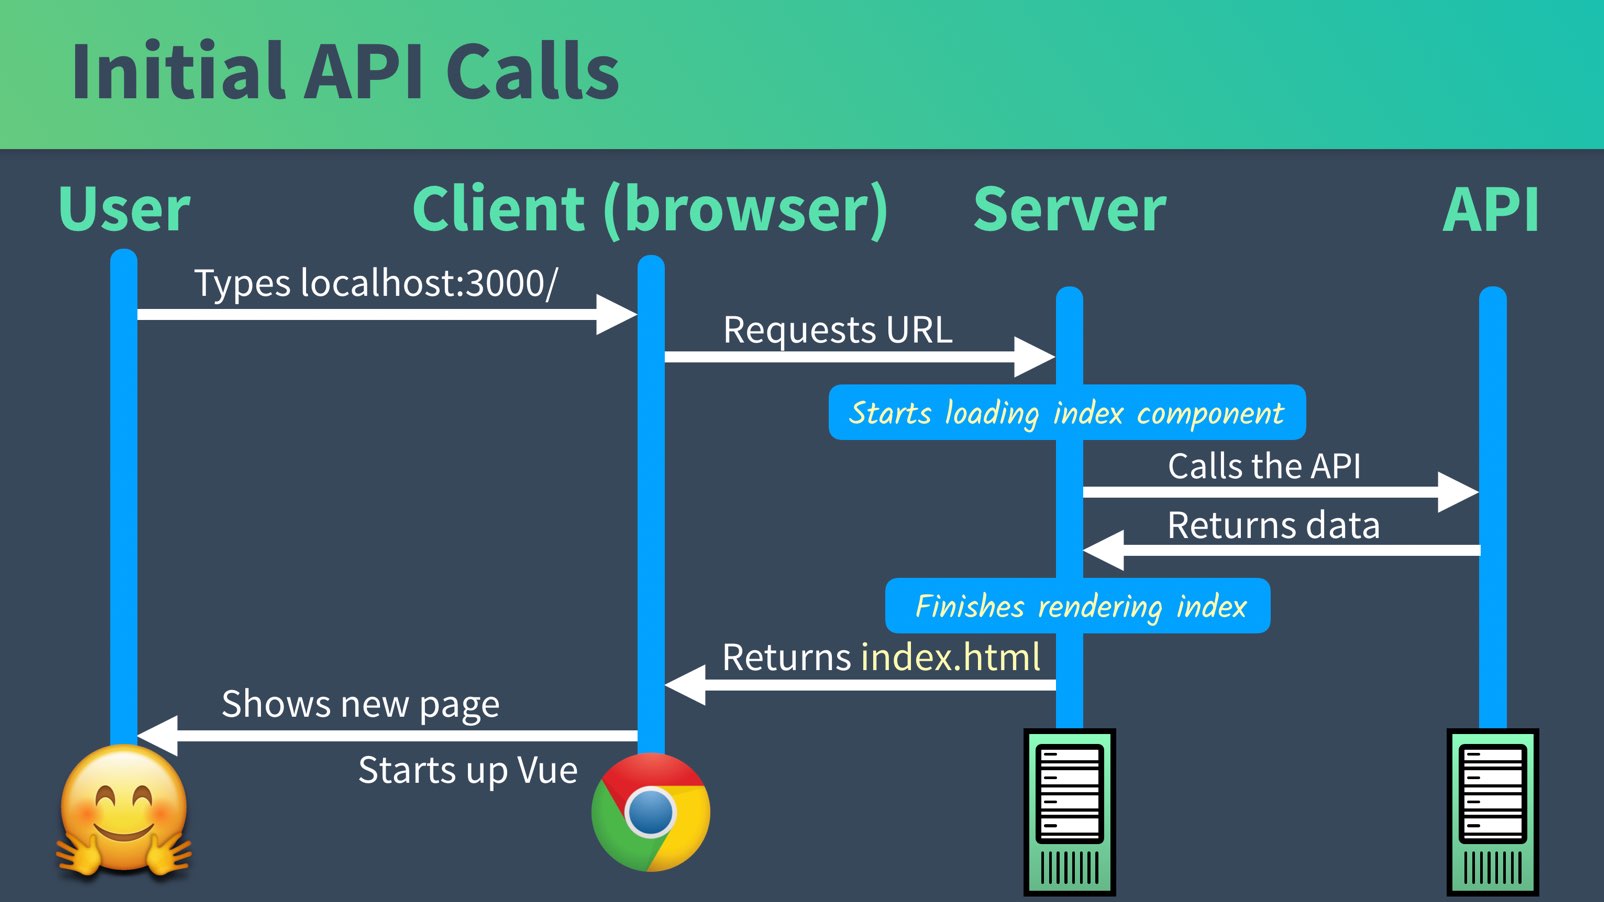 Initial API Calls
User
Client (browser)
Server
API
Types localhost:3000/
Requests URL
Starts loading index component
Calls the API
Returns data
Finishes rendering index
Returns index.html
Shows new page
Starts up Vue